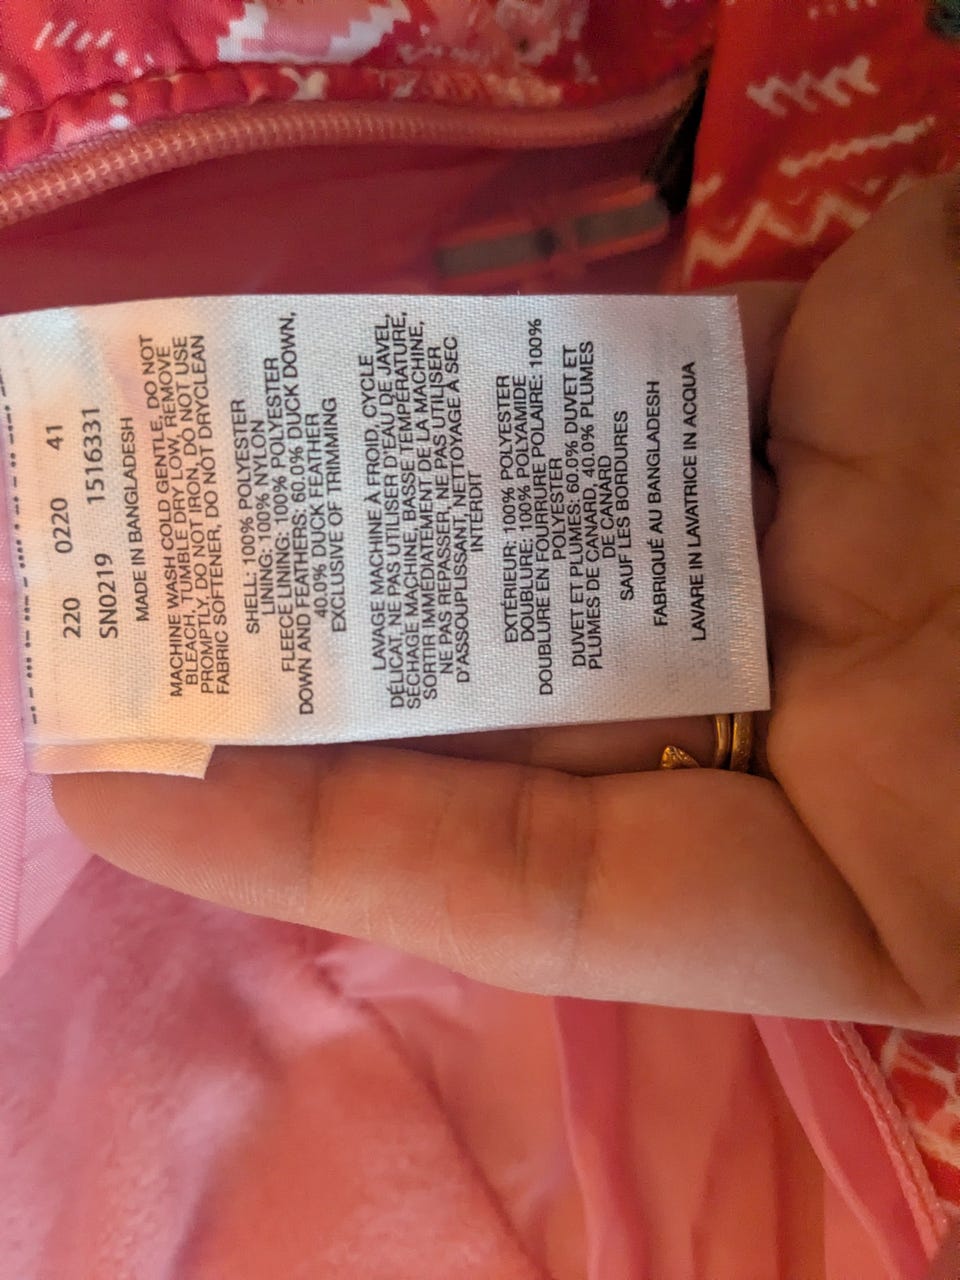 220 0220 41
SN0219 1516331
MADE IN BANGLADESH
MACHINE WASH COLD GENTLE, DO NOT
BLEACH, TUMBLE DRY LOW, REMOVE
PROMPTLY, DO NOT IRON, DO NOT USE
FABRIC SOFTENER, DO NOT DRYCLEAN
SHELL: 100% POLYESTER
LINING: 100% NYLON
FLEECE LINING: 100% POLYESTER
DOWN AND FEATHERS: 60.0% DUCK DOWN,
40.0% DUCK FEATHER
EXCLUSIVE OF TRIMMING
LAVAGE MACHINE À FROID, CYCLE
DÉLICAT, NE PAS UTILISER D'EAU DE JAVEL,
SÉCHAGE MACHINE, BASSE TEMPÉRATURE,
SORTIR IMMÉDIATEMENT DE LA MACHINE,
NE PAS REPASSER, NE PAS UTILISER
D'ASSOUPLISSANT, NETTOYAGE À SEC
INTERDIT
EXTÉRIEUR: 100% POLYESTER
DOUBLURE: 100% POLYAMIDE
DOUBLURE EN FOURRURE POLAIRE: 100%
POLYESTER
DUVET ET PLUMES: 60.0% DUVET ET
PLUMES DE CANARD, 40.0% PLUMES
DE CANARD
SAUF LES BORDURES
FABRIQUÉ AU BANGLADESH
LAVARE IN LAVATRICE IN ACQUA